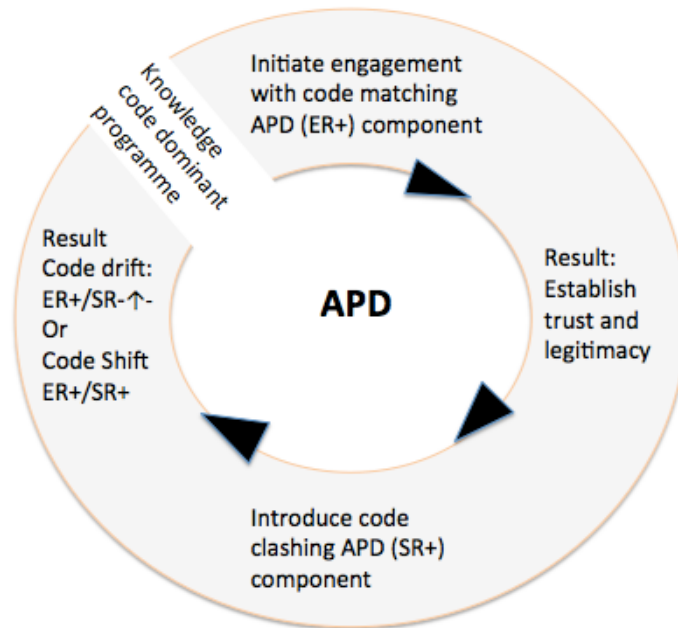 Knowledge
code dominant
programme
Initiate engagement
with code matching
APD (ER+) component
Result:
Establish
trust and
legimacy
Introduce code
clashing APD (SR+)
component
Result
Code drift:
ER+/SR-↑-
Or
Code Shift
ER+/SR+
APD